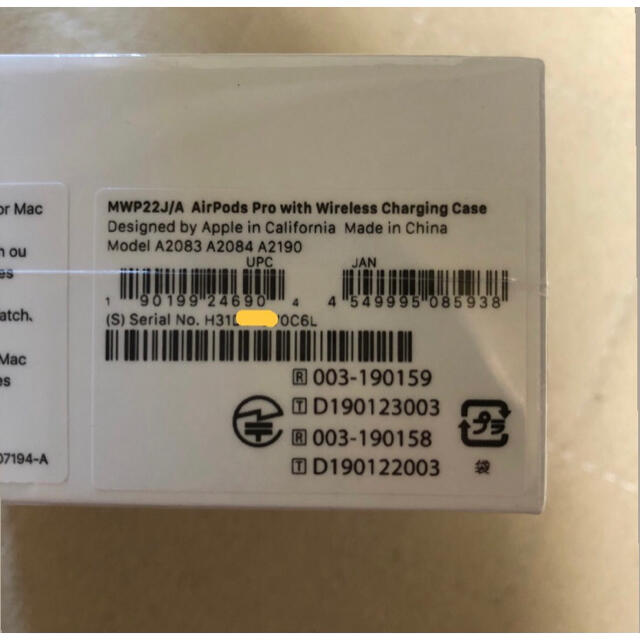 or Mac
n ou
es
atch.
Mac
es
07194-A
MWP22J/A AirPods Pro with Wireless Charging Case
Designed by Apple in California Made in China
Model A2083 A2084 A2190
UPC JAN
1 90199 24690 4 4 549995 085938
(S) Serial No. H31 0C6L
R 003-190159
T D190123003
R 003-190158
T D190122003
プラ
袋